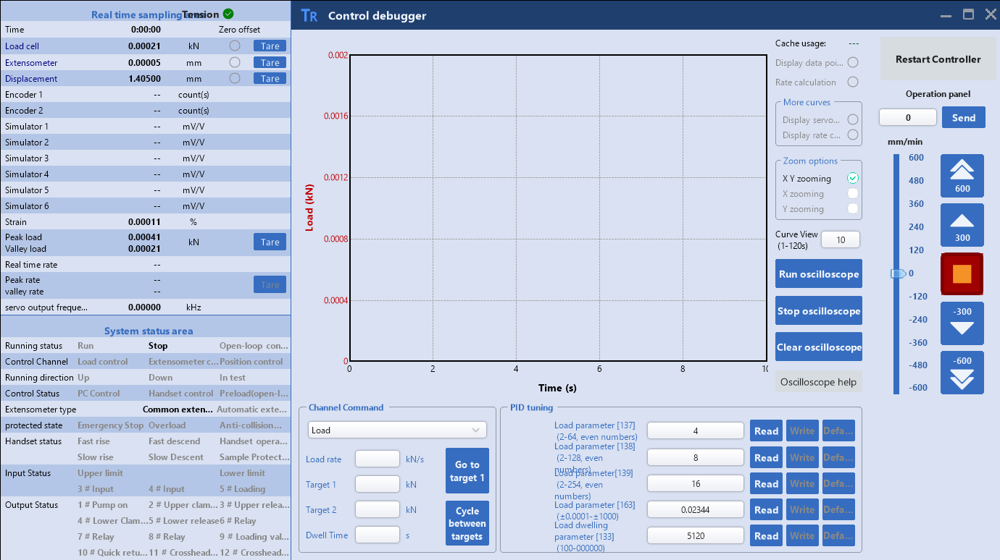 Real time sampling area Tension
Time 0:00:00 Zero offset
Load cell 0.00021 kN Tare
Extensometer 0.00005 mm Tare
Displacement 1.40500 mm Tare
Encoder 1 -- count(s)
Encoder 2 -- count(s)
Simulator 1 -- mV/V
Simulator 2 -- mV/V
Simulator 3 -- mV/V
Simulator 4 -- mV/V
Simulator 5 -- mV/V
Simulator 6 -- mV/V
Strain 0.00011 %
Peak load 0.00041
kN Tare
Valley load 0.00021
Real time rate --
Peak rate --
Tare
valley rate --
servo output freque... 0.00000 kHz
System status area
Running status Run Stop Open-loop con...
Control Channel Load control Extensometer c... Position control
Running direction Up Down In test
Control Status PC Control Handset control Preload(open-l...
Extensometer type Common exten... Automatic exte...
protected state Emergency Stop Overload Anti-collision...
Handset status Fast rise Fast descend Handset opera...
Slow rise Slow Descent Sample Protect...
Input Status Upper limit Lower limit
3 # Input 4 # Input 5 # Loading
Output Status 1 # Pump on 2 # Upper clam... 3 # Upper relea...
4 # Lower Clam... 5 # Lower release 6 # Relay
7 # Relay 8 # Relay 9 # Loading val...
10 # Quick retu... 11 # Crosshead... 12 # Crosshead...
TR Control debugger
0.002
0.0016
0.0012
0.0008
0.0004
0
Load (kN)
0 2 4 6 8 10
Time (s)
Cache usage: ---
Display data poi...
Rate calculation
More curves
Display servo...
Display rate c...
Zoom options
X Y zooming
X zooming
Y zooming
Curve View
(1-120s)
10
Run oscilloscope
Stop oscilloscope
Clear oscilloscope
Oscilloscope help
Restart Controller
Operation panel
0 Send
mm/min
600
480
360
240
120
0
-120
-240
-360
-480
-600
600
300
-300
-600
Channel Command
Load
Load rate kN/s
Target 1 kN
Target 2 kN
Dwell Time s
Go to
target 1
Cycle
between
targets
PID tuning
Load parameter [137]
(2-64, even numbers)
4 Read Write Defa...
Load parameter [138]
(2-128, even
numbers)
8 Read Write Defa...
Load parameter[139]
(2-254, even
numbers)
16 Read Write Defa...
Load parameter [163]
(±0.0001-±1000)
0.02344 Read Write Defa...
Load dwelling
parameter [133]
(100-000000)
5120 Read Write Defa...